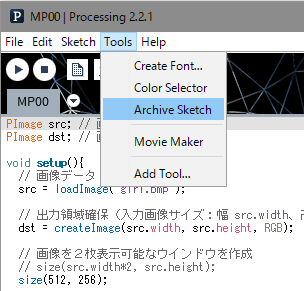 MP00 | Processing 2.2.1
File Edit Sketch Tools Help
Create Font...
Color Selector
Archive Sketch
Movie Maker
Add Tool...
MP00
PImage src; //
PImage dst; //
void setup(){
// 画像データ
src = loadImage("girl.bmp");
// 出力領域確保（入力画像サイズ：幅 src.width、
dst = createImage(src.width, src.height, RGB);
// 画像を２枚表示可能なウインドウを作成
// size(src.width*2, src.height);
size(512, 256);